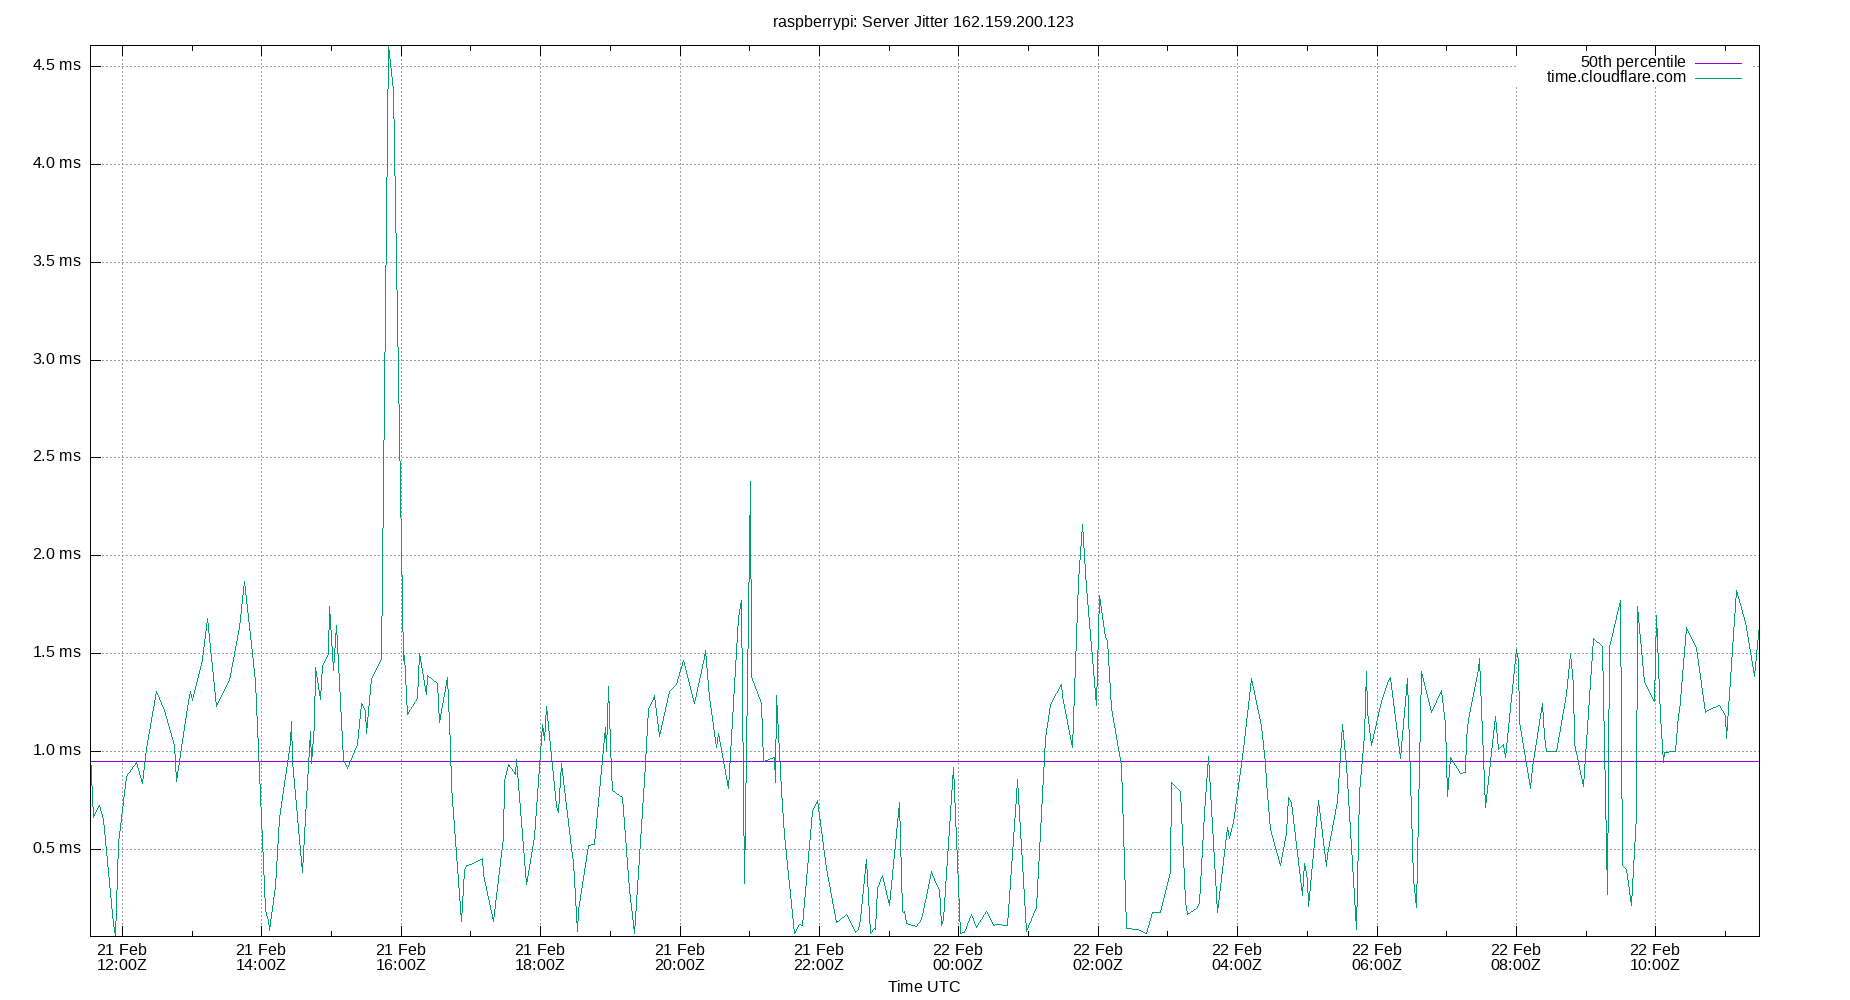 raspberrypi: Server Jitter 162.159.200.123
50th percentile
time.cloudflare.com
4.5 ms
4.0 ms
3.5 ms
3.0 ms
2.5 ms
2.0 ms
1.5 ms
1.0 ms
0.5 ms
21 Feb 21 Feb 21 Feb 21 Feb 21 Feb 21 Feb 22 Feb 22 Feb 22 Feb 22 Feb 22 Feb 22 Feb
12:00Z 14:00Z 16:00Z 18:00Z 20:00Z 22:00Z 00:00Z 02:00Z 04:00Z 06:00Z 08:00Z 10:00Z
Time UTC